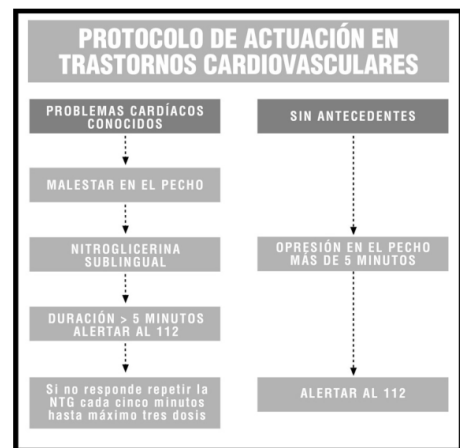 PROTOCOLO DE ACTUACIÓN EN
TRASTORNOS CARDIOVASCULARES
PROBLEMAS CARDÍACOS
CONOCIDOS
MALESTAR EN EL PECHO
NITROGLICERINA
SUBLINGUAL
DURACIÓN > 5 MINUTOS
ALERTAR AL 112
Si no responde repetir la
NTG cada cinco minutos
hasta máximo tres dosis
SIN ANTECEDENTES
OPRESIÓN EN EL PECHO
MÁS DE 5 MINUTOS
ALERTAR AL 112